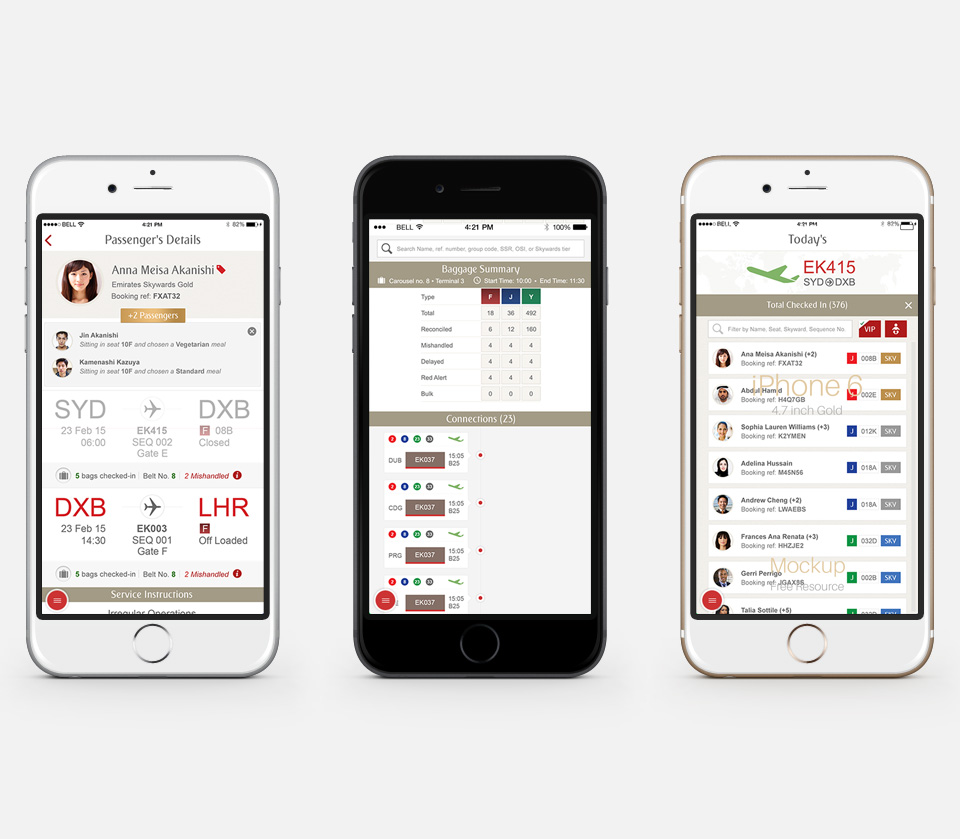 BELL 4:21 PM 82%
Passenger's Details
Anna Meisa Akanishi
Emirates Skywards Gold
Booking ref: FXAT32
+2 Passengers
Jin Akanishi
Sitting in seat 10F and chosen a Vegetarian meal
Kamenashi Kazuya
Sitting in seat 10F and chosen a Standard meal
SYD DXB
23 Feb 15 EK415 F 08B
06:00 SEQ 002 Closed
Gate E
5 bags checked-in Belt No. 8 2 Mishandled i
DXB LHR
23 Feb 15 EK003 F
14:30 SEQ 001 Off Loaded
Gate F
5 bags checked-in Belt No. 8 2 Mishandled i
Service Instructions
Irregular Operations
BELL 4:21 PM 100%
Search Name, ref. number, group code, SSR, OSI, or Skywards tier
Baggage Summary
Carousel no. 8 • Terminal 3 Start Time: 10:00 • End Time: 11:30
Type F J Y
Total 18 36 492
Reconciled 6 12 160
Mishandled 4 4 4
Delayed 4 4 4
Red Alert 4 4 4
Bulk 0 0 0
Connections (23)
2 8 23 33
DUB EK037 15:05
B25
2 8 23 33
CDG EK037 15:05
B25
2 8 23 33
PRG EK037 15:05
B25
2 8 23 33
EK037 15:05
B25
BELL 4:21 PM 82%
Today's
EK415
SYD DXB
Total Checked In (376)
Filter by Name, Seat, Skyward, Sequence No. VIP
Ana Meisa Akanishi (+2)
Booking ref: FXAT32 J 008B SKV
Abdul Hamid
Booking ref: H4Q7GB J 002E SKV
iPhone 6
4.7 inch Gold
Sophia Lauren Williams (+3)
Booking ref: K2YMEN J 012K SKV
Adelina Hussain
Booking ref: M45N56 J 018A SKV
Andrew Cheng (+2)
Booking ref: LWAEBS J 018A SKV
Frances Ana Renata (+3)
Booking ref: HHZJE2 J 032D SKV
Gerri Perrigo
Booking ref: JGAX5B J 002B SKV
Mockup
Free Resource
Talia Sottile (+5)